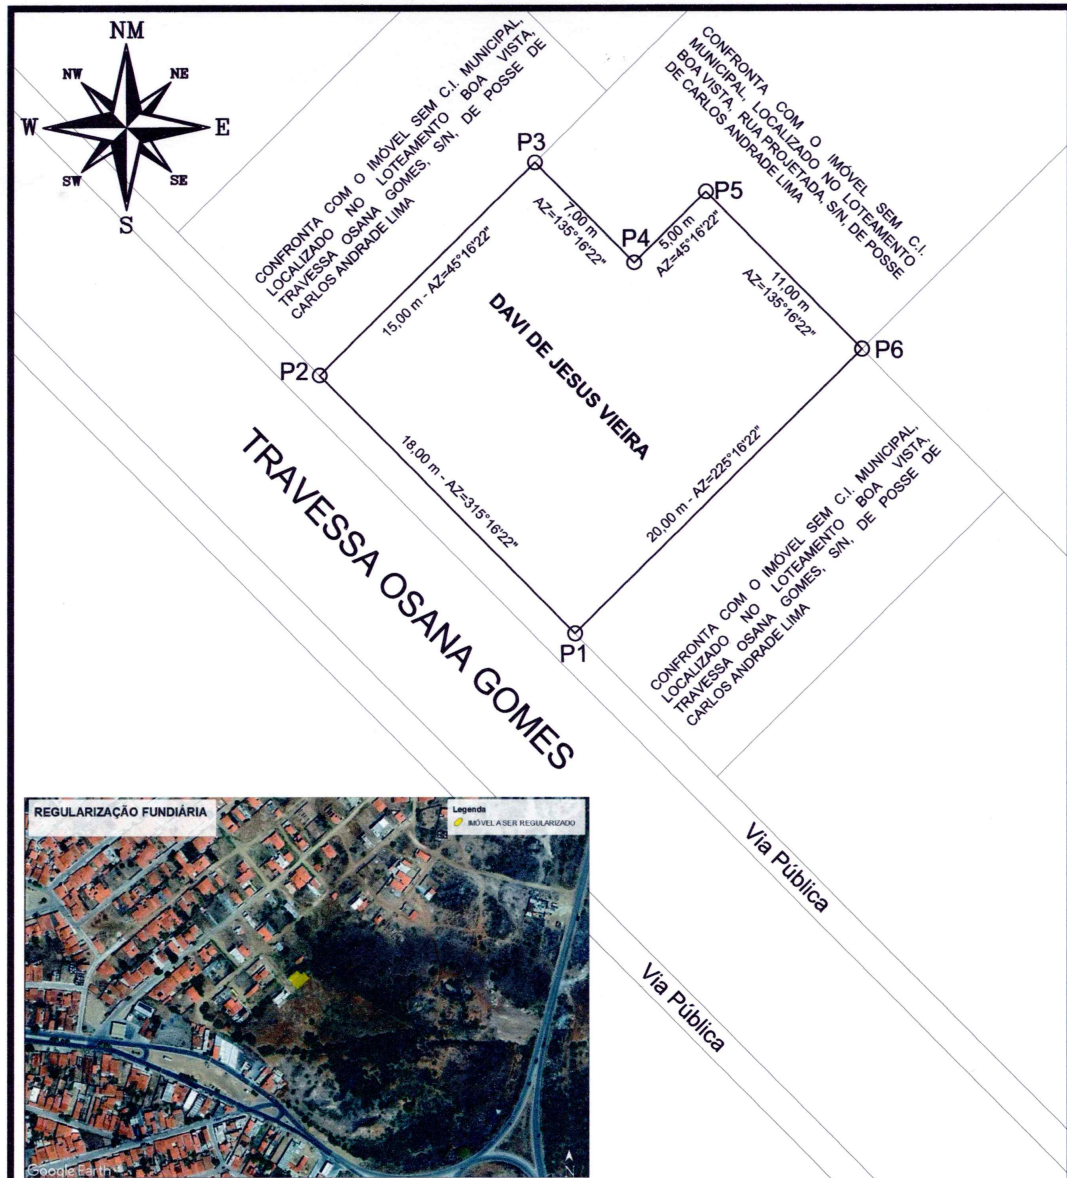 NM
NW
NE
W
E
SW
SE
S
CONFRONTA COM O IMÓVEL SEM C.I. MUNICIPAL,
LOCALIZADO NO LOTEAMENTO BOA VISTA,
TRAVESSA OSANA GOMES, S/N, DE POSSE DE
CARLOS ANDRADE LIMA
CONFRONTA COM O IMÓVEL SEM C.I.
MUNICIPAL, LOCALIZADO NO LOTEAMENTO
BOA VISTA, RUA PROJETADA, S/N, DE POSSE
DE CARLOS ANDRADE LIMA
P3
P5
P4
7,00 m
AZ=135°16'22"
5,00 m
AZ=45°16'22"
11,00 m
AZ=135°16'22"
15,00 m - AZ=45°16'22"
P6
P2
DAVI DE JESUS VIEIRA
18,00 m - AZ=315°16'22"
20,00 m - AZ=225°16'22"
P1
TRAVESSA OSANA GOMES
CONFRONTA COM O IMÓVEL SEM C.I. MUNICIPAL,
LOCALIZADO NO LOTEAMENTO BOA VISTA,
TRAVESSA OSANA GOMES, S/N, DE POSSE DE
CARLOS ANDRADE LIMA
Via Pública
Via Pública
REGULARIZAÇÃO FUNDIÁRIA
Legenda
IMÓVEL A SER REGULARIZADO
Google Earth
N